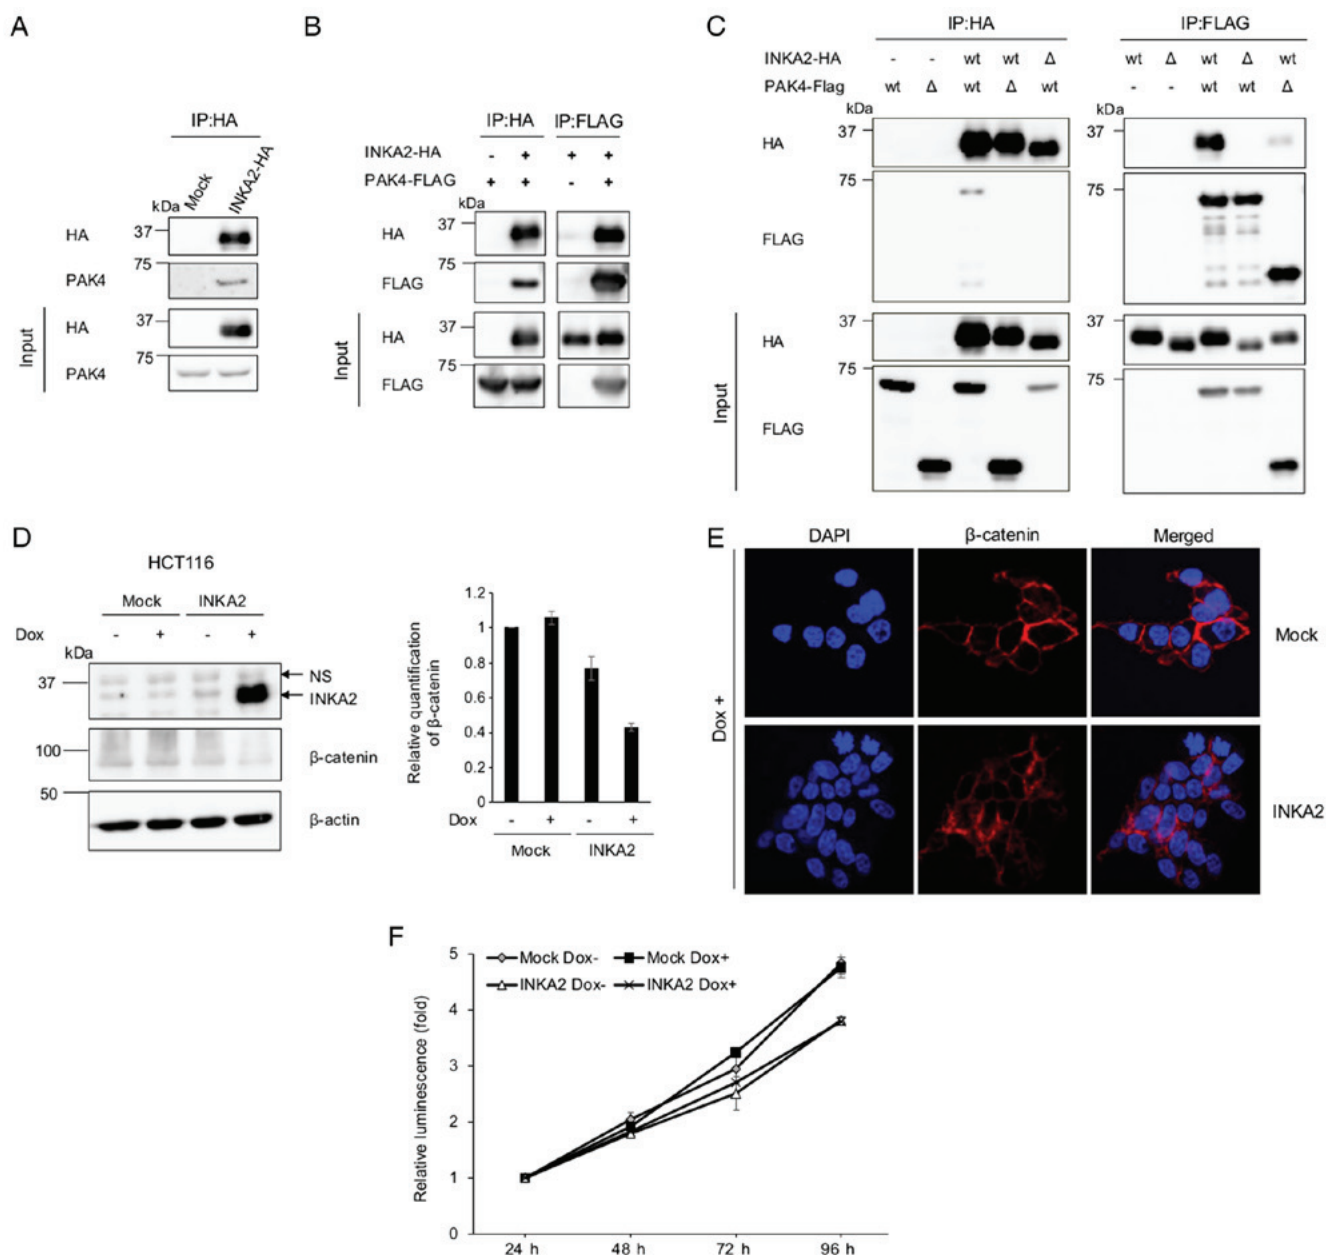 A
IP:HA
Mock
INKA2-HA
kDa
HA
37
PAK4
75
Input
HA
37
PAK4
75
B
IP:HA IP:FLAG
INKA2-HA - + + +
PAK4-FLAG + + - +
kDa
HA
37
FLAG
75
Input
HA
37
FLAG
75
C
IP:HA IP:FLAG
INKA2-HA - - wt wt Δ wt Δ wt Δ wt
PAK4-Flag wt Δ wt Δ wt - - wt wt Δ
kDa kDa
HA 37 37
75 75
FLAG
Input
HA 37 37
75 75
FLAG
D
HCT116
Mock INKA2
Dox - + - +
kDa
37
NS
INKA2
100
β-catenin
50
β-actin
Relative quantification
of β-catenin
1.2
1
0.8
0.6
0.4
0.2
0
Dox - + - +
Mock INKA2
E
DAPI β-catenin Merged
Dox +
Mock
INKA2
F
Relative luminescence (fold)
Mock Dox- Mock Dox+
INKA2 Dox- INKA2 Dox+
5
4
3
2
1
0
24 h 48 h 72 h 96 h